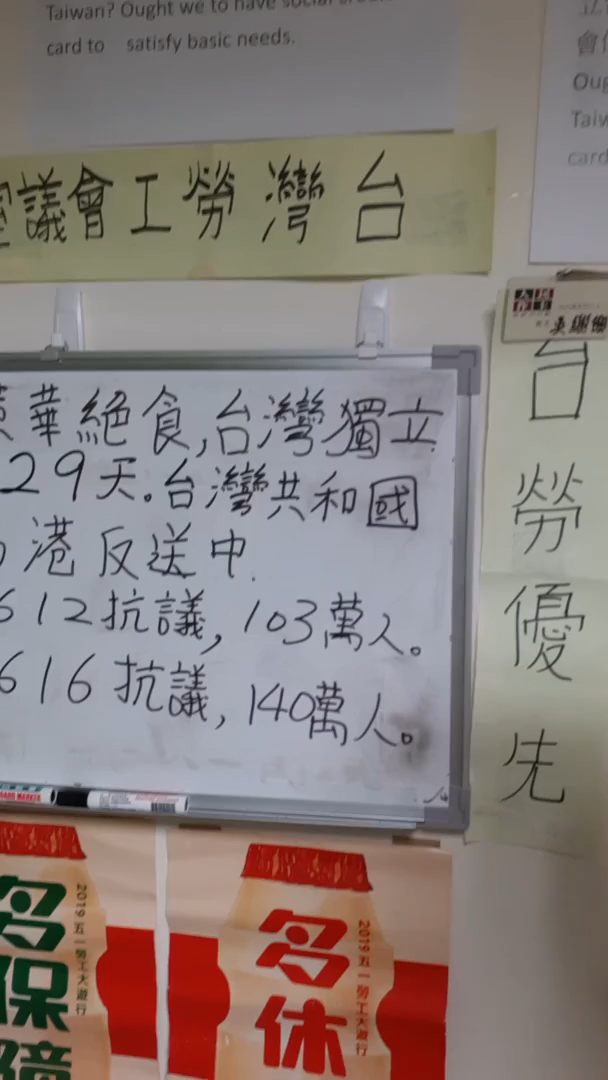 Taiwan? Ought we to have social
card to satisfy basic needs.
Oug
Taiw
card
議會工勞灣台
華絕食,台灣獨立
29天。台灣共和國
港反送中.
612抗議,103萬人。
616抗議,140萬人。
台勞優先
多保障
2019五一勞工大遊行
多休
2019五一勞工大遊行